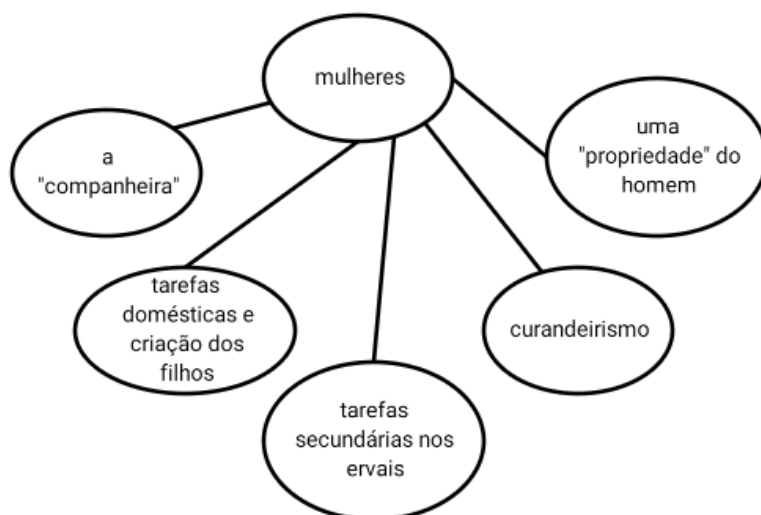 mulheres
a
"companheira"
uma
"propriedade" do
homem
tarefas
domésticas e
criação dos
filhos
curandeirismo
tarefas
secundárias nos
ervais